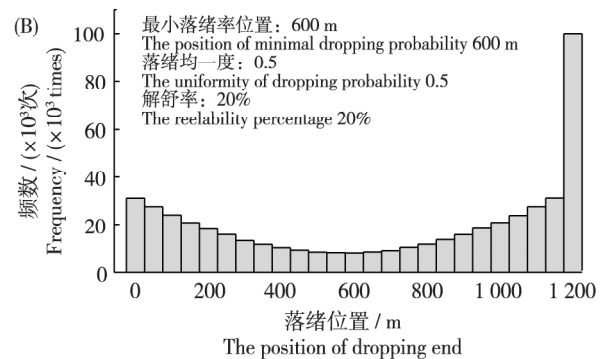 (B)
最小落绪率位置：600 m
The position of minimal dropping probability 600 m
落绪均一度：0.5
The uniformity of dropping probability 0.5
解舒率：20%
The reelability percentage 20%
频数 / (×10³次)
Frequency / (×10³ times)
100
80
60
40
20
0
0 200 400 600 800 1 000 1 200
落绪位置 / m
The position of dropping end